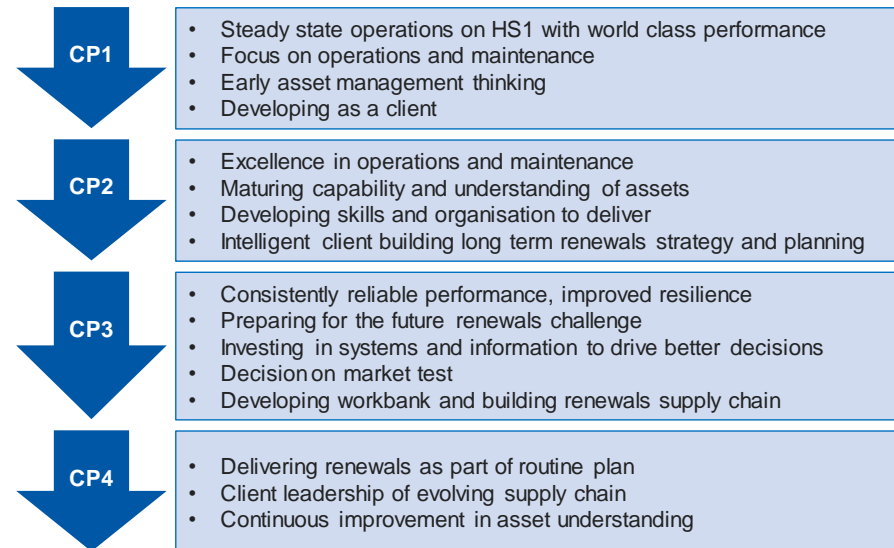 CP1
• Steady state operations on HS1 with world class performance
• Focus on operations and maintenance
• Early asset management thinking
• Developing as a client
CP2
• Excellence in operations and maintenance
• Maturing capability and understanding of assets
• Developing skills and organisation to deliver
• Intelligent client building long term renewals strategy and planning
CP3
• Consistently reliable performance, improved resilience
• Preparing for the future renewals challenge
• Investing in systems and information to drive better decisions
• Decision on market test
• Developing workbank and building renewals supply chain
CP4
• Delivering renewals as part of routine plan
• Client leadership of evolving supply chain
• Continuous improvement in asset understanding